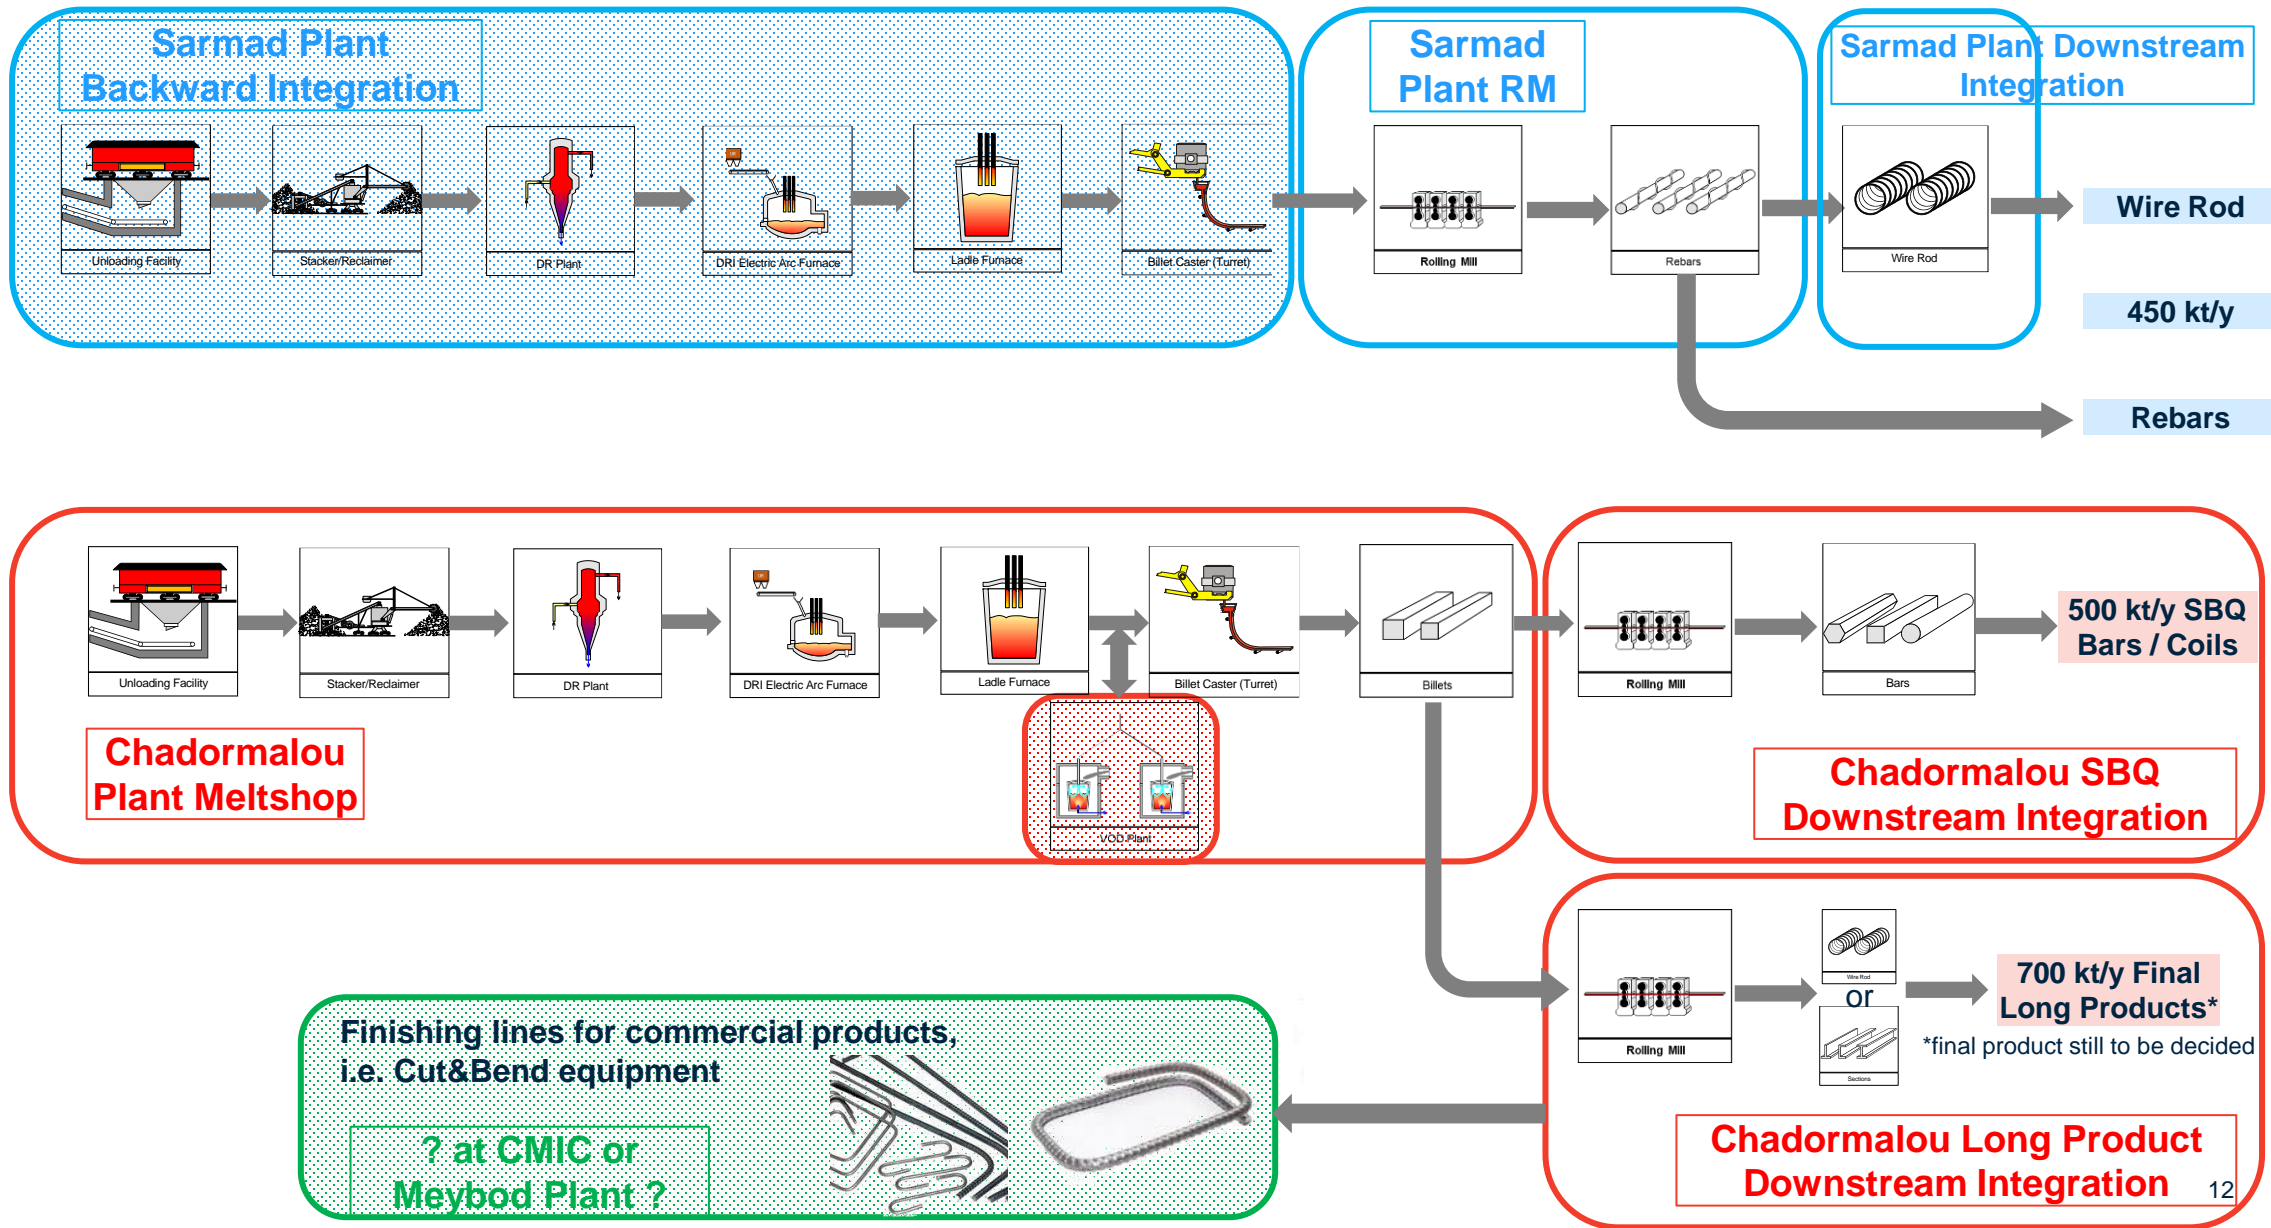 Sarmad Plant
Backward Integration
Sarmad
Plant RM
Sarmad Plant Downstream
Integration
Unloading Facility
Stacker/Reclaimer
DR Plant
DRI Electric Arc Furnace
Ladle Furnace
Billet Caster (Turret)
Rolling Mill
Rebars
Wire Rod
Wire Rod
450 kt/y
Rebars
Unloading Facility
Stacker/Reclaimer
DR Plant
DRI Electric Arc Furnace
Ladle Furnace
Billet Caster (Turret)
Billets
Rolling Mill
Bars
500 kt/y SBQ
Bars / Coils
Chadormalou
Plant Meltshop
VOD Plant
Chadormalou SBQ
Downstream Integration
Rolling Mill
Wire Rod
or
Sections
700 kt/y Final
Long Products*
*final product still to be decided
Chadormalou Long Product
Downstream Integration
Finishing lines for commercial products,
i.e. Cut&Bend equipment
? at CMIC or
Meybod Plant ?
12